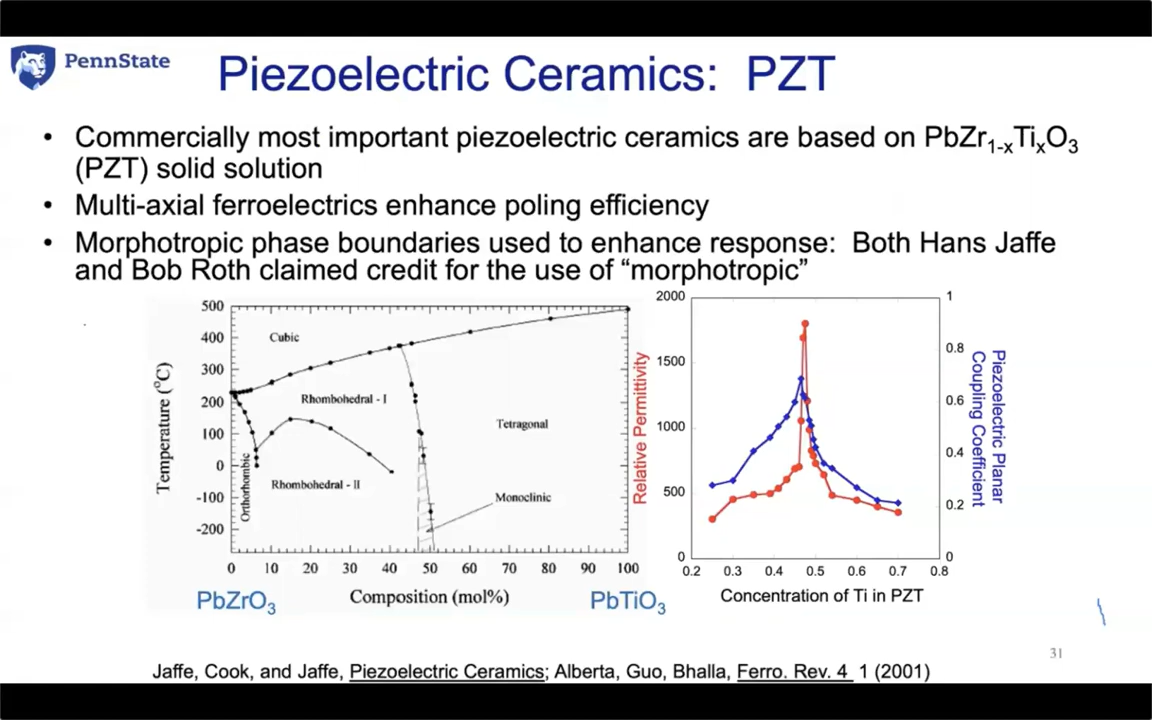 PennState
Piezoelectric Ceramics: PZT
• Commercially most important piezoelectric ceramics are based on PbZr₁₋ₓTiₓO₃
(PZT) solid solution
• Multi-axial ferroelectrics enhance poling efficiency
• Morphotropic phase boundaries used to enhance response: Both Hans Jaffe
and Bob Roth claimed credit for the use of “morphotropic”
500
400
300
200
100
0
-100
-200
Temperature (°C)
Cubic
Rhombohedral - I
Tetragonal
Rhombohedral - II
Monoclinic
Orthorhombic
0 10 20 30 40 50 60 70 80 90 100
PbZrO₃
Composition (mol%)
PbTiO₃
2000
1500
1000
500
0
Relative Permittivity
1
0.8
0.6
0.4
0.2
0
Piezoelectric Planar
Coupling Coefficient
0.2 0.3 0.4 0.5 0.6 0.7 0.8
Concentration of Ti in PZT
31
Jaffe, Cook, and Jaffe, Piezoelectric Ceramics; Alberta, Guo, Bhalla, Ferro. Rev. 4 1 (2001)